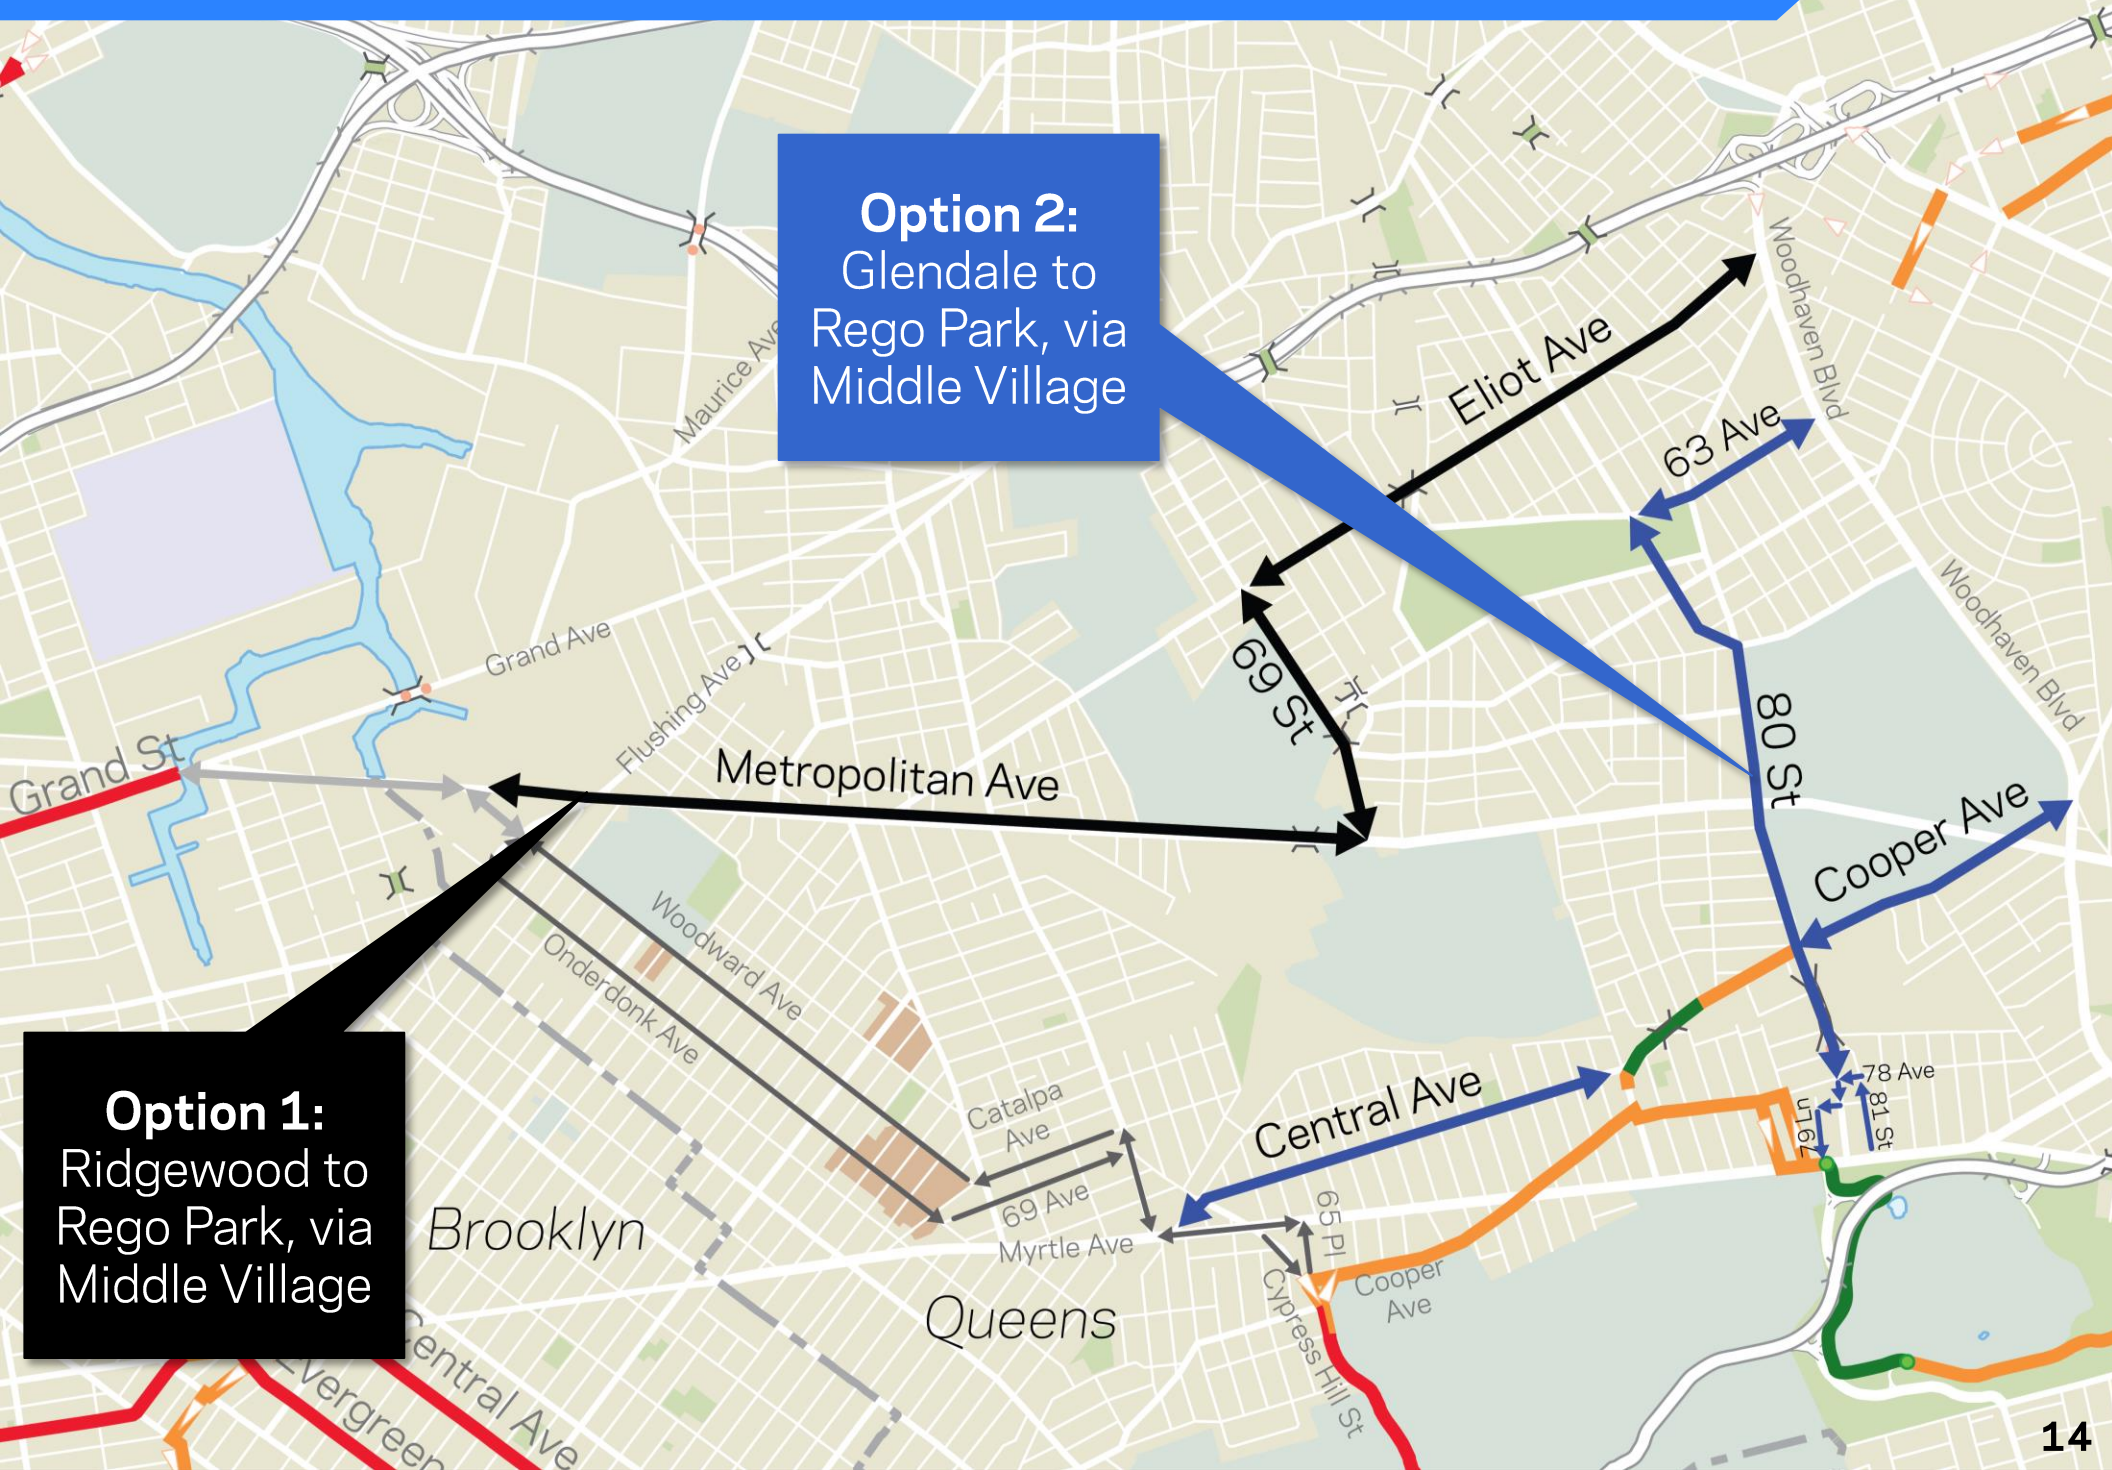 Option 2:
Glendale to
Rego Park, via
Middle Village
Woodhaven Blvd
Eliot Ave
Maurice Ave
63 Ave
Woodhaven Blvd
Grand Ave
69 St
Flushing Ave
80 St
Grand St
Metropolitan Ave
Cooper Ave
Woodward Ave
Onderdonk Ave
Option 1:
Ridgewood to
Rego Park, via
Middle Village
78 Ave
81 St
79 Ln
Central Ave
Catalpa
Ave
69 Ave
65 Pl
Myrtle Ave
Brooklyn
Queens
Cooper
Ave
Cypress Hill St
Central Ave
Evergreen
14